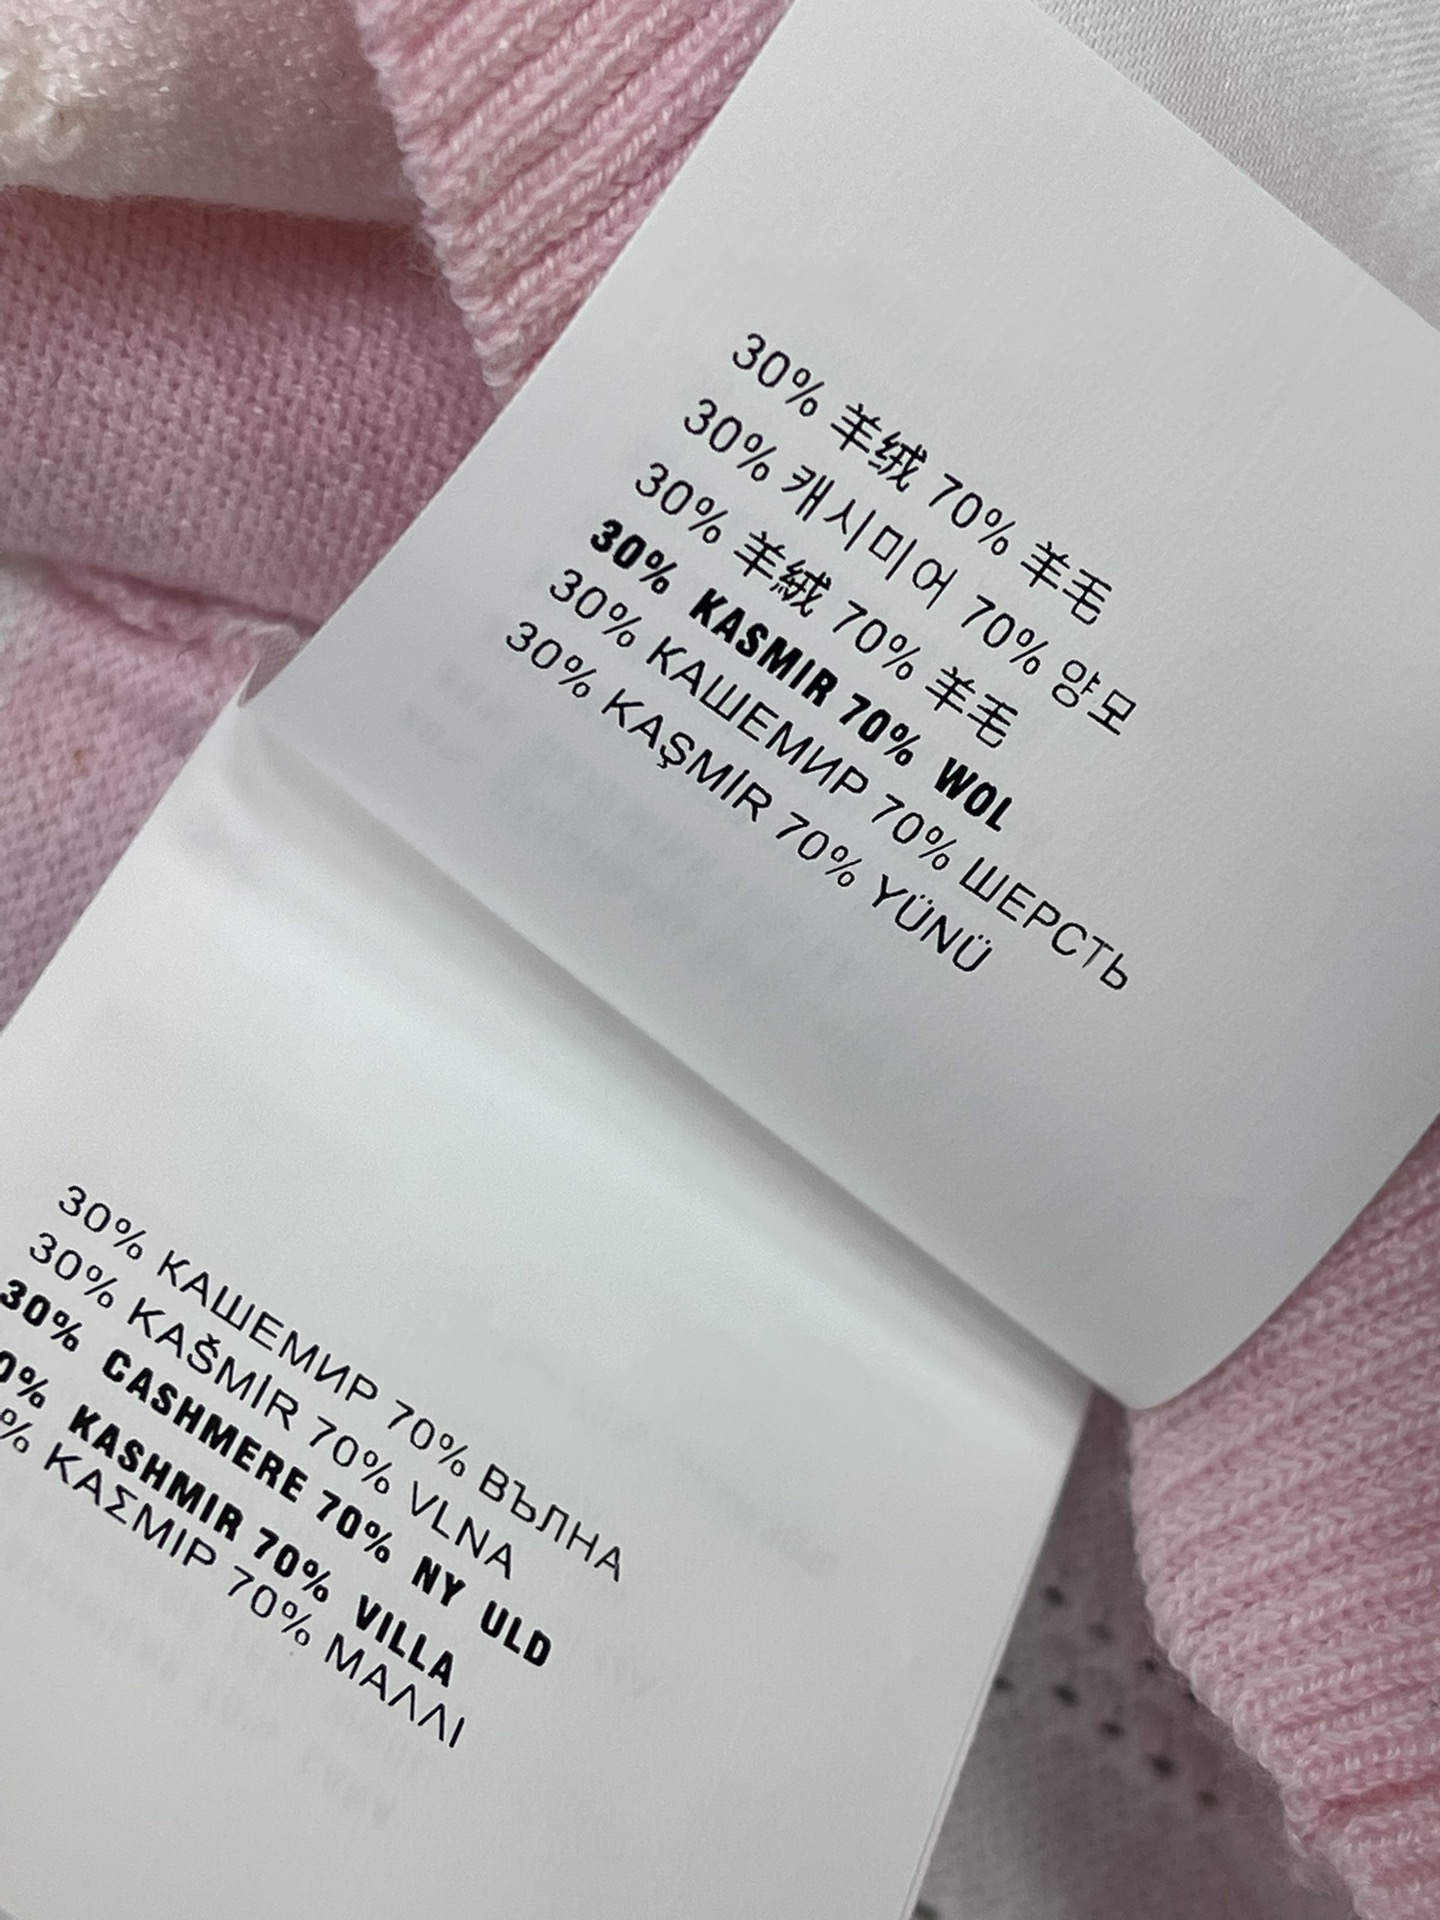 30% 羊绒 70% 羊毛
30% 캐시미어 70% 양모
30% 羊絨 70% 羊毛
30% KASMIR 70% WOL
30% КАШЕМИР 70% ШЕРСТЬ
30% KAŞMİR 70% YÜNÜ
30% КАШЕМИР 70% ВЪЛНА
30% KAŠMÍR 70% VLNA
30% CASHMERE 70% NY ULD
0% KASHMIR 70% VILLA
% ΚΑΣΜΙΡ 70% ΜΑΛΛΙ